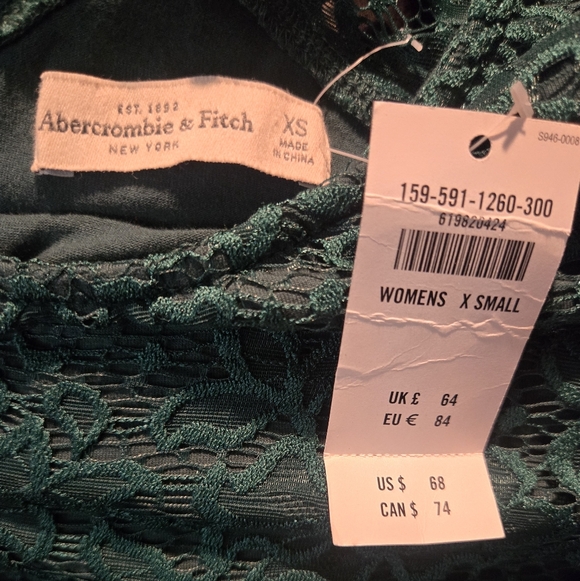 EST. 1892
Abercrombie & Fitch
NEW YORK
XS
MADE
IN CHINA
S946-0008
159-591-1260-300
619820424
WOMENS X SMALL
UK £ 64
EU € 84
US $ 68
CAN $ 74